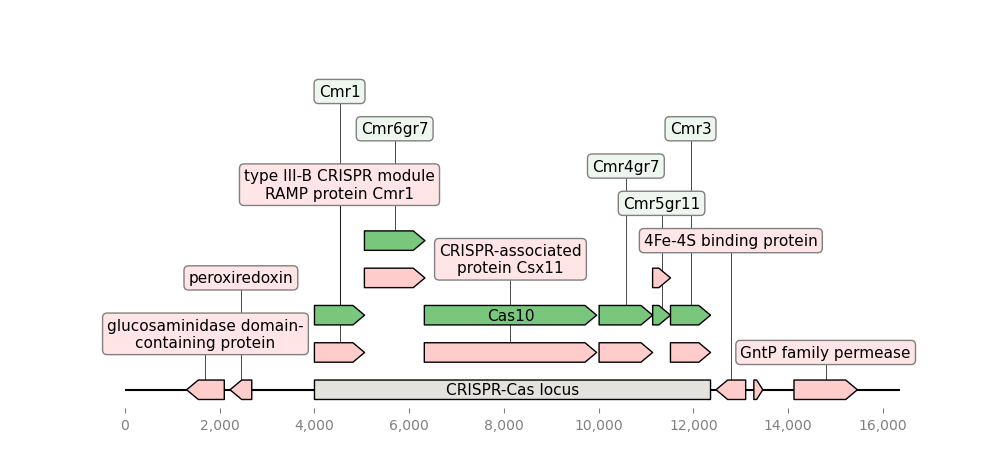 Cmr1
Cmr6gr7
Cmr3
Cmr4gr7
type III-B CRISPR module
RAMP protein Cmr1
Cmr5gr11
4Fe-4S binding protein
CRISPR-associated
protein Csx11
peroxiredoxin
Cas10
glucosaminidase domain-
containing protein
GntP family permease
CRISPR-Cas locus
0 2,000 4,000 6,000 8,000 10,000 12,000 14,000 16,000